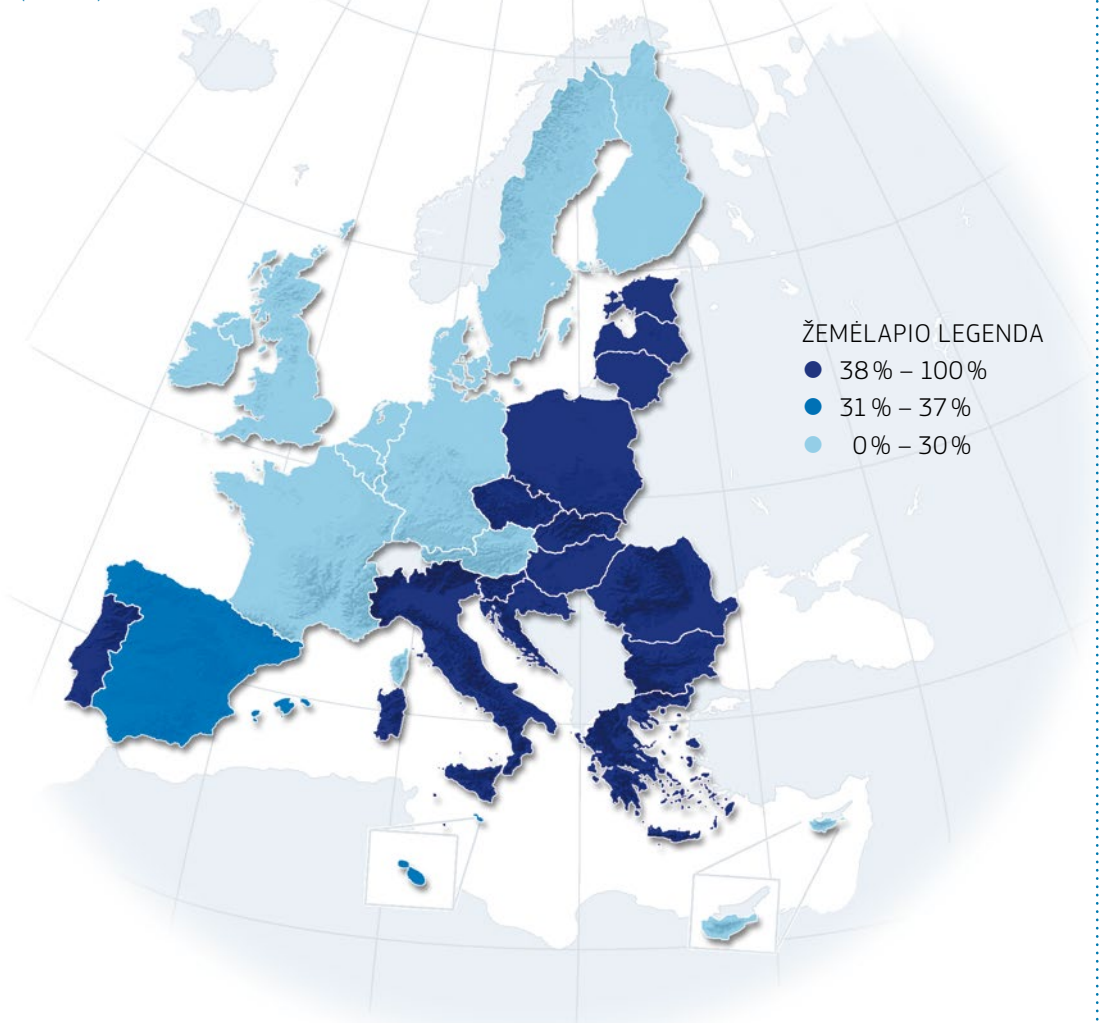 ŽEMĖLAPIO LEGENDA
38 % – 100 %
31 % – 37 %
0 % – 30 %